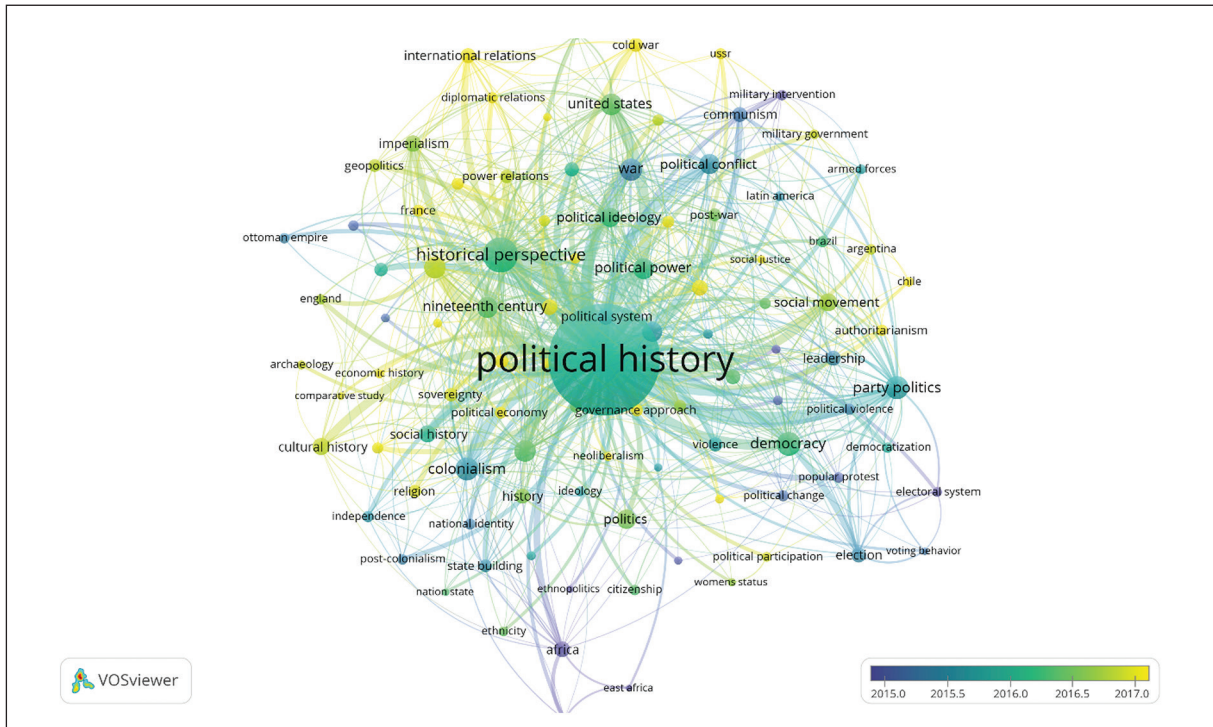 cold war
international relations
ussr
military intervention
diplomatic relations
united states
communism
military government
imperialism
geopolitics
war
political conflict
armed forces
power relations
latin america
france
political ideology
post-war
ottoman empire
brazil
argentina
historical perspective
political power
social justice
chile
england
nineteenth century
social movement
political system
authoritarianism
political history
leadership
archaeology
economic history
party politics
comparative study
sovereignty
political economy
governance approach
political violence
social history
cultural history
violence
democracy
democratization
colonialism
neoliberalism
popular protest
religion
history
ideology
political change
electoral system
independence
national identity
politics
post-colonialism
state building
political participation
election
voting behavior
nation state
ethnopolitics
citizenship
womens status
ethnicity
africa
east africa
VOSviewer
2015.0 2015.5 2016.0 2016.5 2017.0